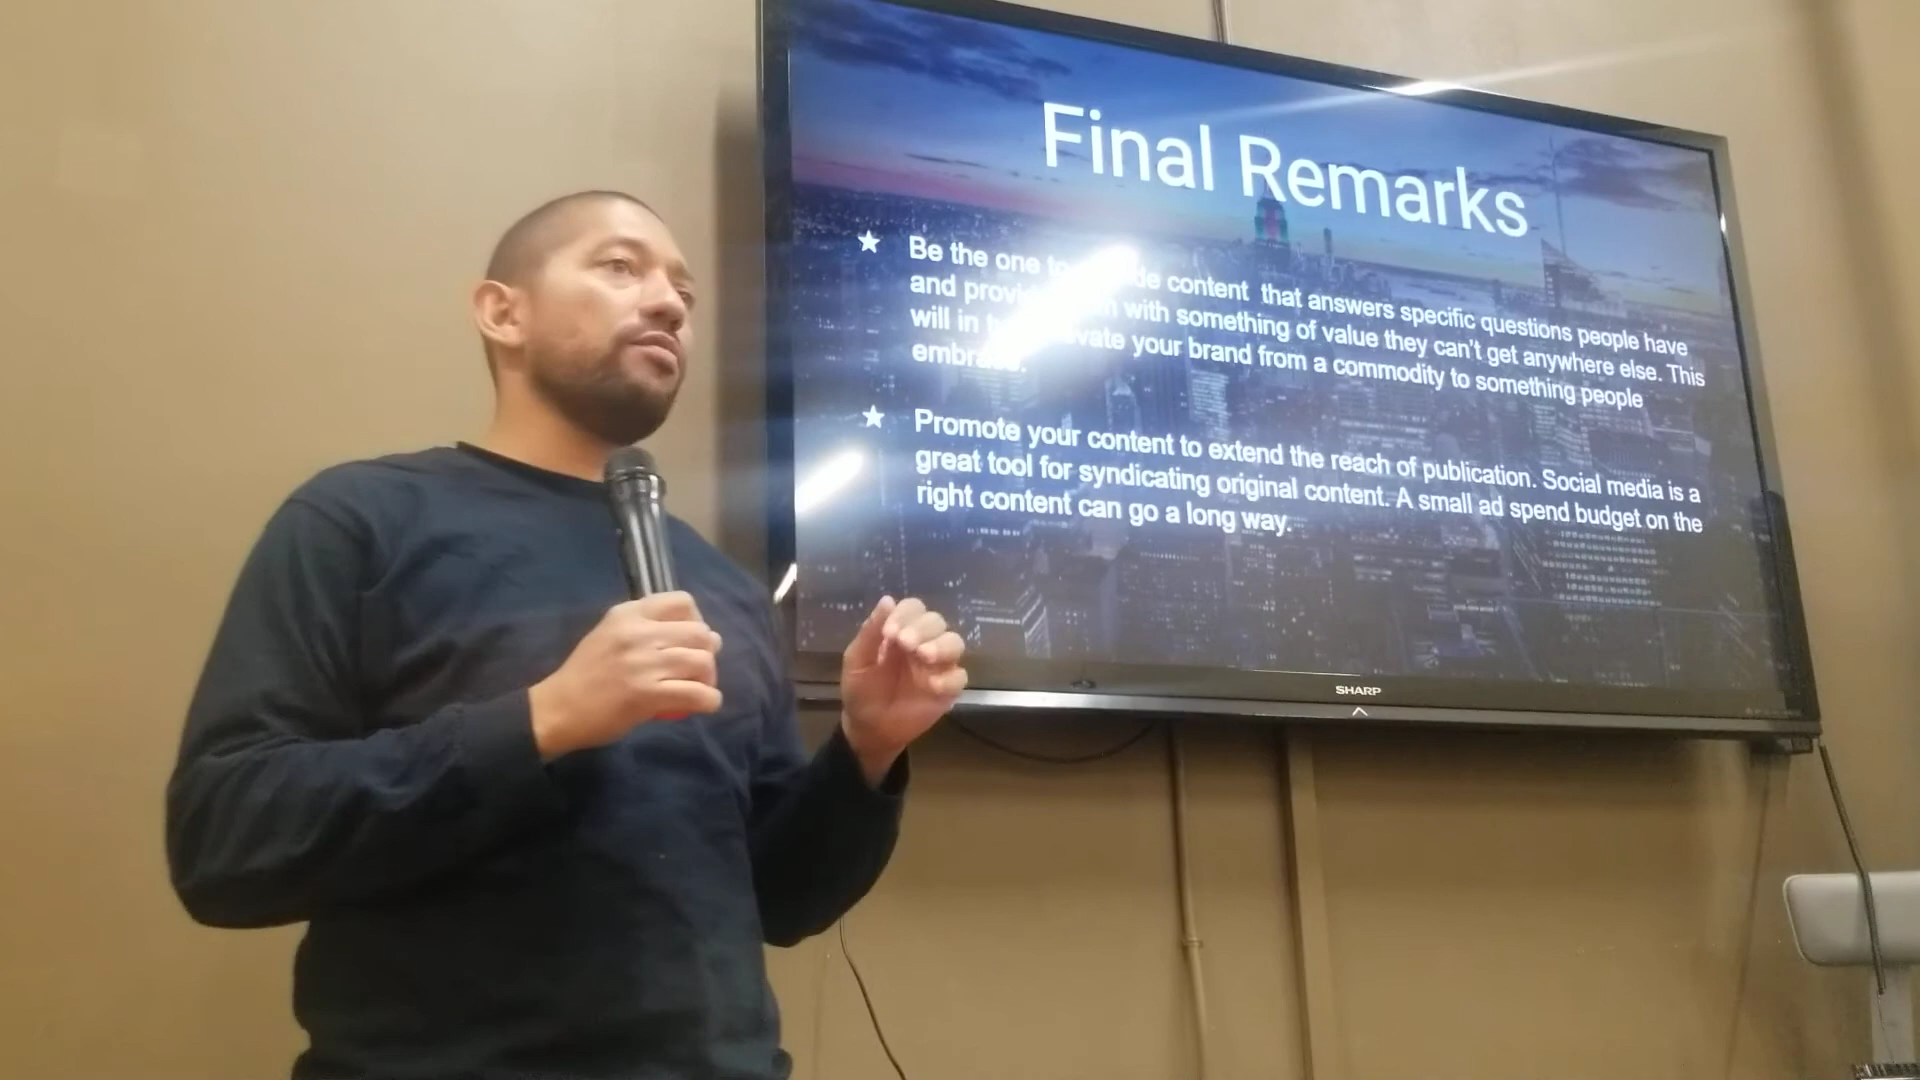 Final Remarks
★ Be the one to content that answers specific questions people have
and with something of value they can't get anywhere else. This
will in your brand from a commodity to something people
★ Promote your content to extend the reach of publication. Social media is a
great tool for syndicating original content. A small ad spend budget on the
right content can go a long way.
SHARP